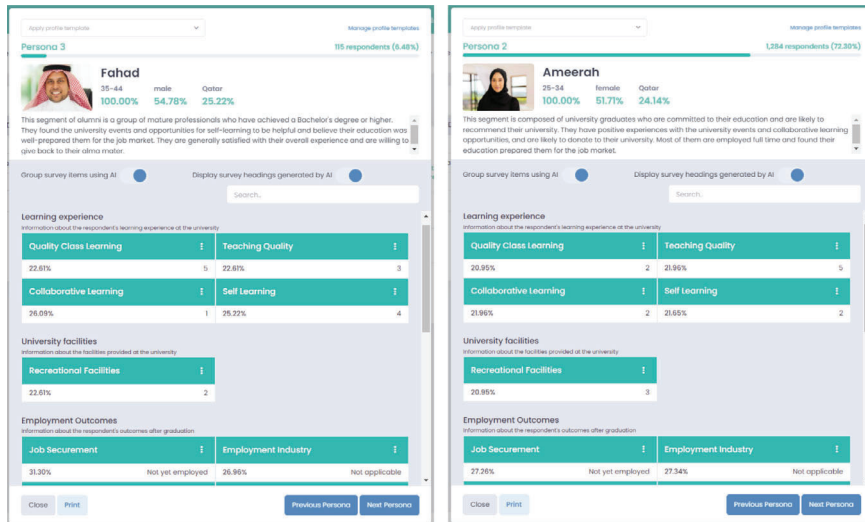 Apply profile template
Manage profile templates
Persona 3
115 respondents (6.48%)
Fahad
35-44 male Qatar
100.00% 54.78% 25.22%
This segment of alumni is a group of mature professionals who have achieved a Bachelor's degree or higher.
They found the university events and opportunities for self-learning to be helpful and believe their education was
well-prepared them for the job market. They are generally satisfied with their overall experience and are willing to
give back to their alma mater.
Group survey items using AI
Display survey headings generated by AI
Search..
Learning experience
Information about the respondent's learning experience at the university
Quality Class Learning
Teaching Quality
22.61% 5
22.61% 3
Collaborative Learning
Self Learning
26.09% 1
25.22% 4
University facilities
Information about the facilities provided at the university
Recreational Facilities
22.61% 2
Employment Outcomes
Information about the respondent's outcomes after graduation
Job Securement
Employment Industry
31.30% Not yet employed
26.96% Not applicable
Close
Print
Previous Persona
Next Persona
Apply profile template
Manage profile templates
Persona 2
1,284 respondents (72.30%)
Ameerah
25-34 female Qatar
100.00% 51.71% 24.14%
This segment is composed of university graduates who are committed to their education and are likely to
recommend their university. They have positive experiences with the university events and collaborative learning
opportunities, and are likely to donate to their university. Most of them are employed full time and found their
education prepared them for the job market.
Group survey items using AI
Display survey headings generated by AI
Search..
Learning experience
Information about the respondent's learning experience at the university
Quality Class Learning
Teaching Quality
20.95% 2
21.96% 5
Collaborative Learning
Self Learning
21.96% 2
21.65% 2
University facilities
Information about the facilities provided at the university
Recreational Facilities
20.95% 3
Employment Outcomes
Information about the respondent's outcomes after graduation
Job Securement
Employment Industry
27.26% Not yet employed
27.34% Not applicable
Close
Print
Previous Persona
Next Persona